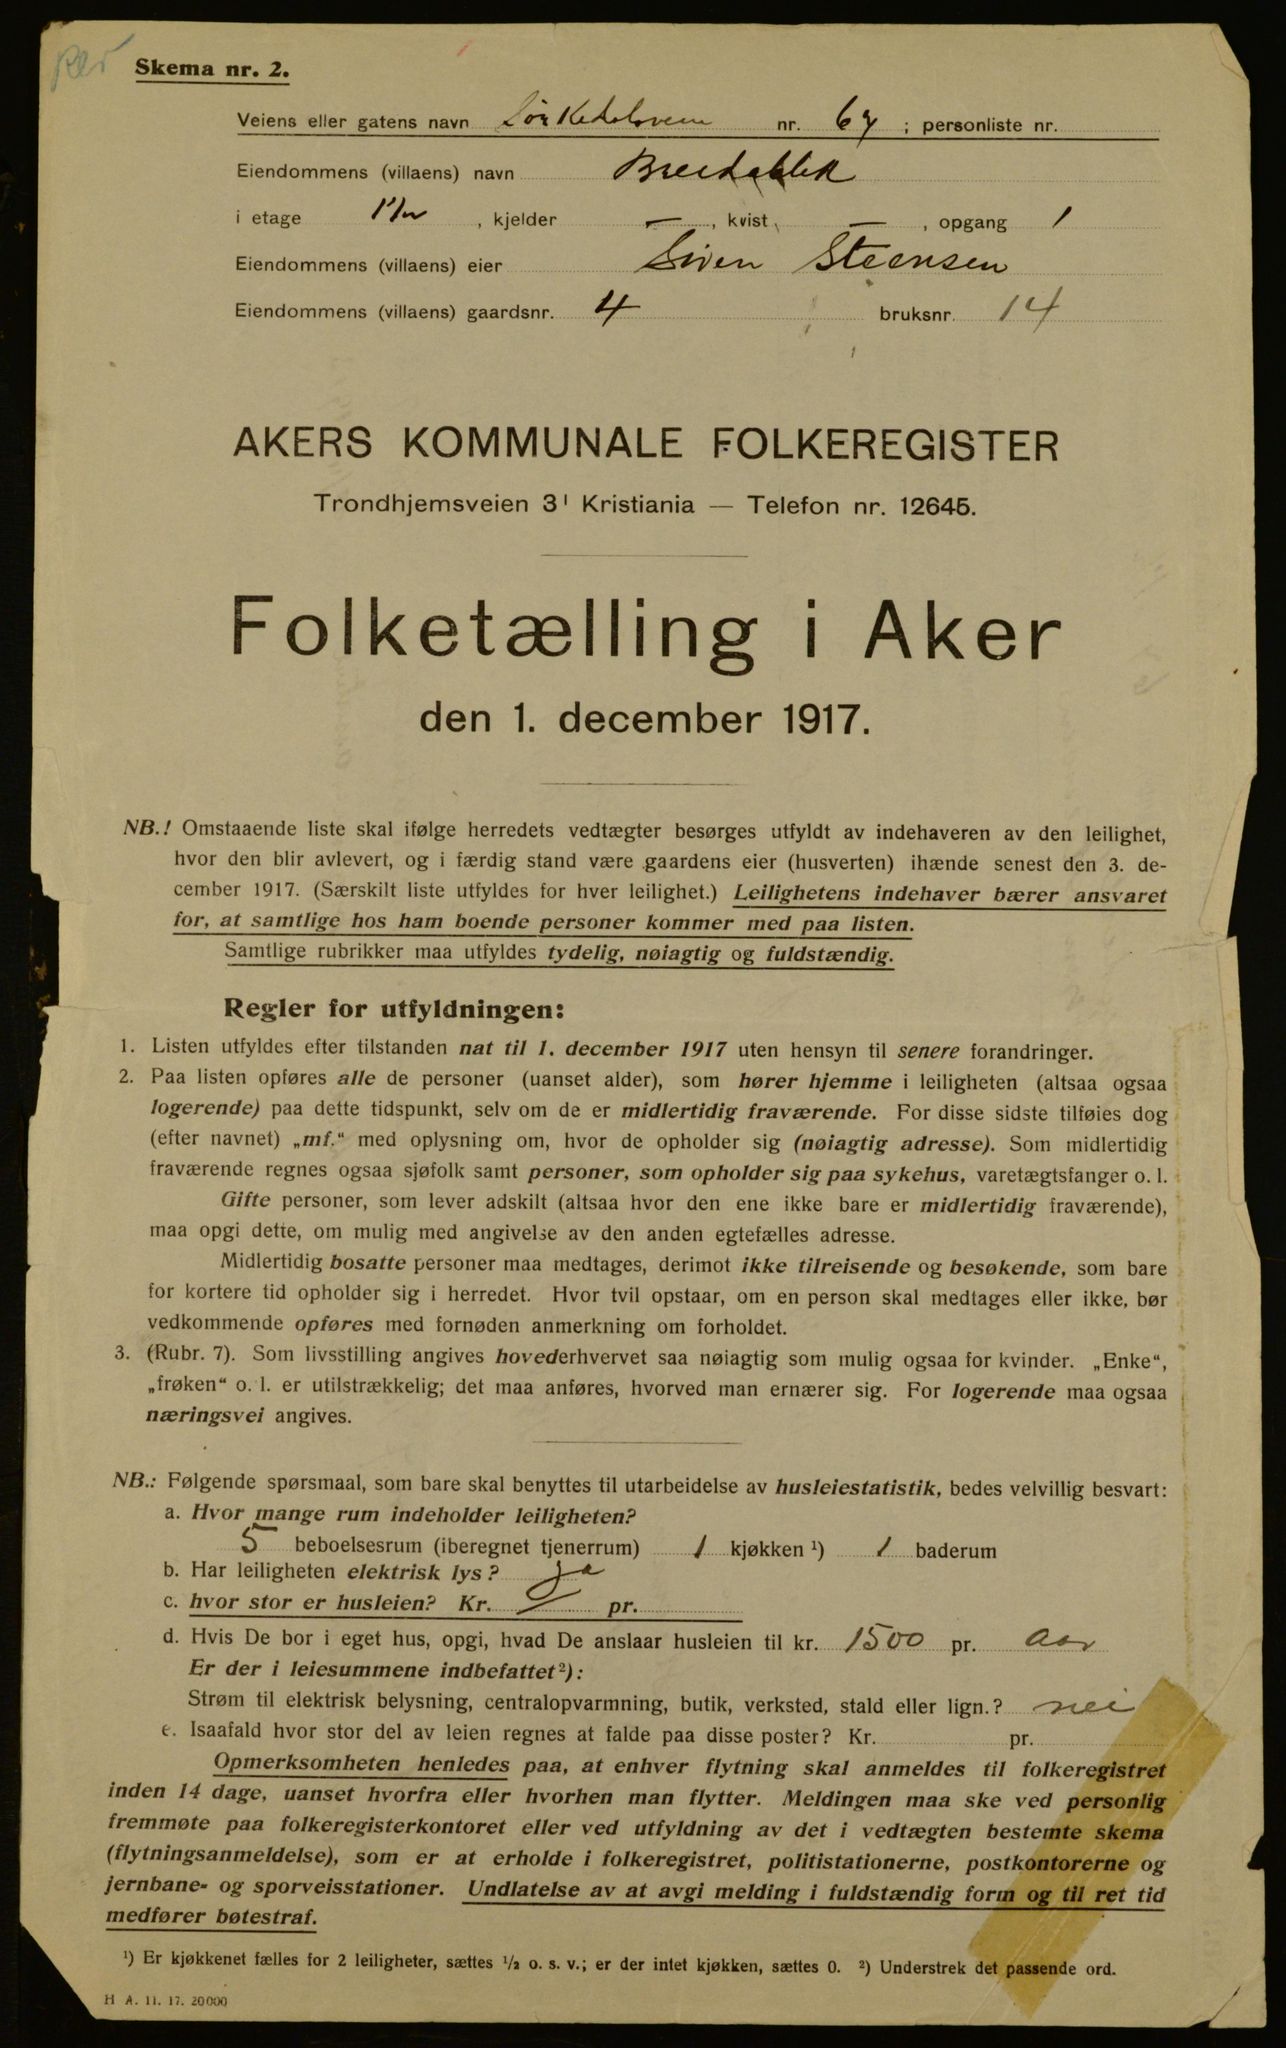 Skema nr. 2.
Veiens eller gatens navn Sørkedalsveien nr. 67 ; personliste nr.
Eiendommens (villaens) navn Breidablik
i etage 1ste , kjelder — , kvist — , opgang 1
Eiendommens (villaens) eier Steensen
Eiendommens (villaens) gaardsnr. 4 bruksnr. 14
AKERS KOMMUNALE FOLKEREGISTER
Trondhjemsveien 3ᴵ Kristiania — Telefon nr. 12645.
Folketælling i Aker
den 1. december 1917.
NB.! Omstaaende liste skal ifølge herredets vedtægter besørges utfyldt av indehaveren av den leilighet,
hvor den blir avlevert, og i færdig stand være gaardens eier (husverten) ihænde senest den 3. de-
cember 1917. (Særskilt liste utfyldes for hver leilighet.) Leilighetens indehaver bærer ansvaret
for, at samtlige hos ham boende personer kommer med paa listen.
Samtlige rubrikker maa utfyldes tydelig, nøiagtig og fuldstændig.
Regler for utfyldningen:
1. Listen utfyldes efter tilstanden nat til 1. december 1917 uten hensyn til senere forandringer.
2. Paa listen opføres alle de personer (uanset alder), som hører hjemme i leiligheten (altsaa ogsaa
logerende) paa dette tidspunkt, selv om de er midlertidig fraværende. For disse sidste tilføies dog
(efter navnet) „mf.“ med oplysning om, hvor de opholder sig (nøiagtig adresse). Som midlertidig
fraværende regnes ogsaa sjøfolk samt personer, som opholder sig paa sykehus, varetægtsfanger o. l.
Gifte personer, som lever adskilt (altsaa hvor den ene ikke bare er midlertidig fraværende),
maa opgi dette, om mulig med angivelse av den anden egtefælles adresse.
Midlertidig bosatte personer maa medtages, derimot ikke tilreisende og besøkende, som bare
for kortere tid opholder sig i herredet. Hvor tvil opstaar, om en person skal medtages eller ikke, bør
vedkommende opføres med fornøden anmerkning om forholdet.
3. (Rubr. 7). Som livsstilling angives hovederhvervet saa nøiagtig som mulig ogsaa for kvinder. „Enke“,
„frøken“ o. l. er utilstrækkelig; det maa anføres, hvorved man ernærer sig. For logerende maa ogsaa
næringsvei angives.
NB.: Følgende spørsmaal, som bare skal benyttes til utarbeidelse av husleiestatistik, bedes velvillig besvart:
a. Hvor mange rum indeholder leiligheten?
5 beboelsesrum (iberegnet tjenerrum) 1 kjøkken ¹) 1 baderum
b. Har leiligheten elektrisk lys? ja
c. hvor stor er husleien? Kr. pr.
d. Hvis De bor i eget hus, opgi, hvad De anslaar husleien til kr. 1500 pr. aar
Er der i leiesummene indbefattet²):
Strøm til elektrisk belysning, centralopvarmning, butik, verksted, stald eller lign.? nei
e. Isaafald hvor stor del av leien regnes at falde paa disse poster? Kr. pr.
Opmerksomheten henledes paa, at enhver flytning skal anmeldes til folkeregistret
inden 14 dage, uanset hvorfra eller hvorhen man flytter. Meldingen maa ske ved personlig
fremmøte paa folkeregisterkontoret eller ved utfyldning av det i vedtægten bestemte skema
(flytningsanmeldelse), som er at erholde i folkeregistret, politistationerne, postkontorerne og
jernbane- og sporveisstationer. Undlatelse av at avgi melding i fuldstændig form og til ret tid
medfører bøtestraf.
¹) Er kjøkkenet fælles for 2 leiligheter, sættes ½ o. s. v.; er der intet kjøkken, sættes 0. ²) Understrek det passende ord.
H A. 11. 17. 20000